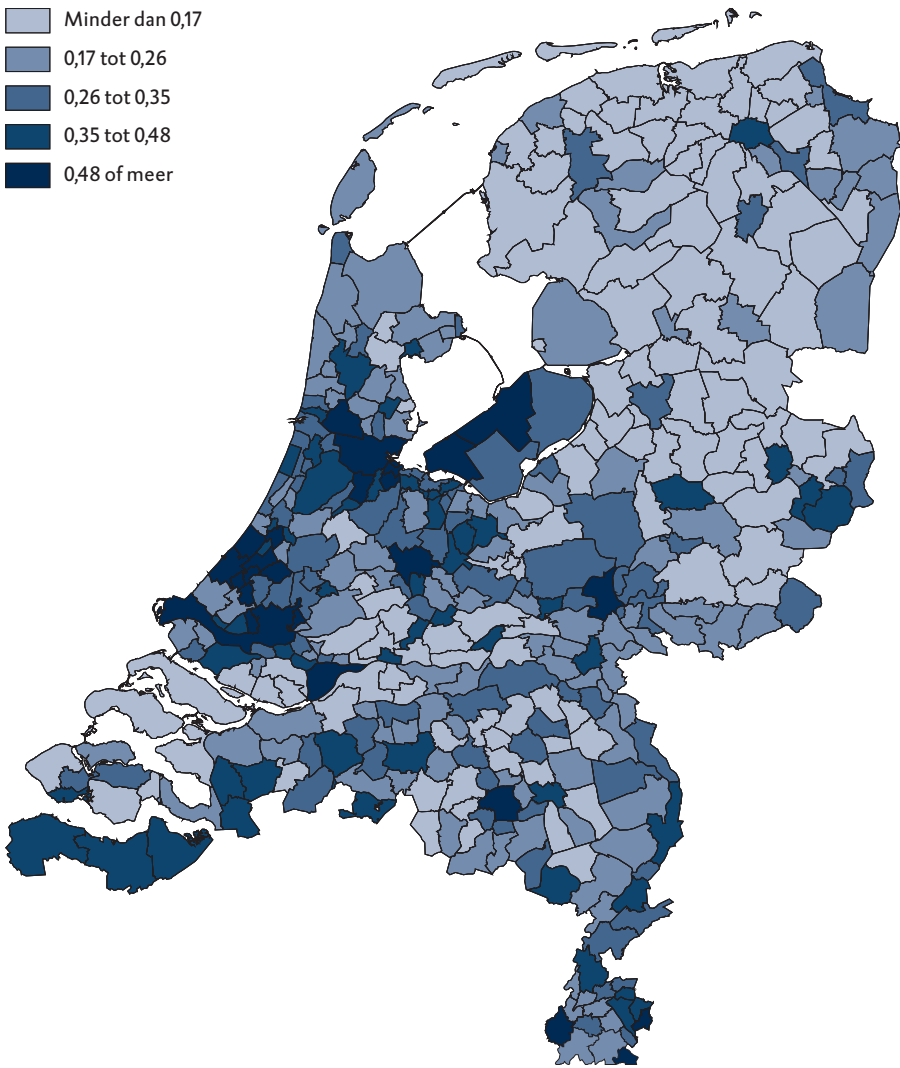 Minder dan 0,17
0,17 tot 0,26
0,26 tot 0,35
0,35 tot 0,48
0,48 of meer